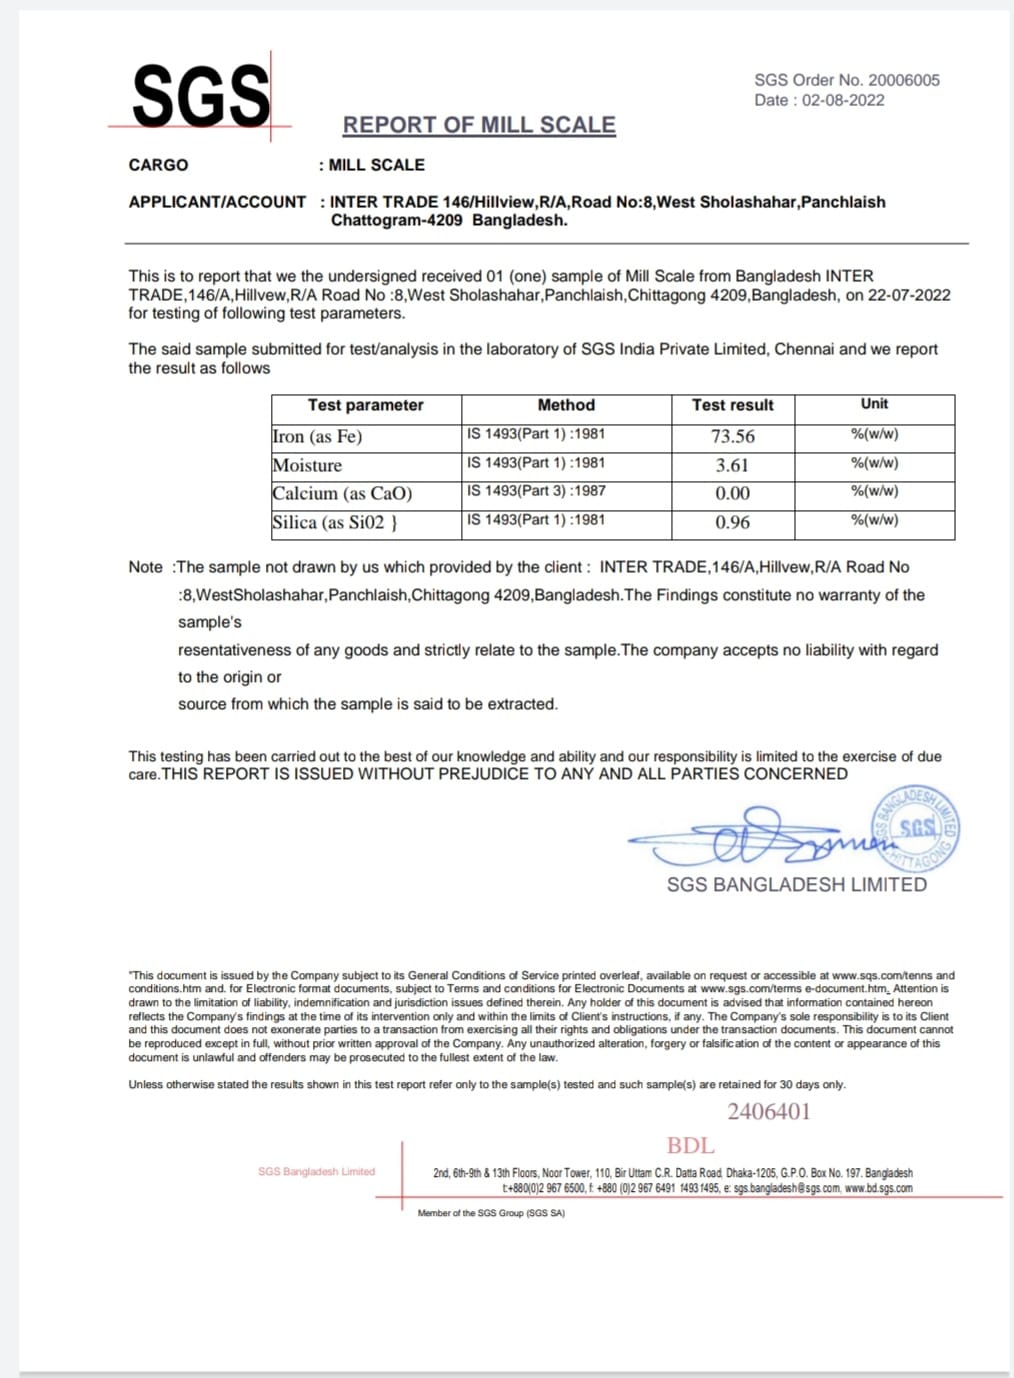 SGS
SGS Order No. 20006005
Date : 02-08-2022
REPORT OF MILL SCALE
CARGO : MILL SCALE
APPLICANT/ACCOUNT : INTER TRADE 146/Hillview,R/A,Road No:8,West Sholashahar,Panchlaish
Chattogram-4209 Bangladesh.
This is to report that we the undersigned received 01 (one) sample of Mill Scale from Bangladesh INTER
TRADE,146/A,Hillvew,R/A Road No :8,West Sholashahar,Panchlaish,Chittagong 4209,Bangladesh, on 22-07-2022
for testing of following test parameters.
The said sample submitted for test/analysis in the laboratory of SGS India Private Limited, Chennai and we report
the result as follows
Test parameter Method Test result Unit
Iron (as Fe) IS 1493(Part 1) :1981 73.56 %(w/w)
Moisture IS 1493(Part 1) :1981 3.61 %(w/w)
Calcium (as CaO) IS 1493(Part 3) :1987 0.00 %(w/w)
Silica (as Si02 } IS 1493(Part 1) :1981 0.96 %(w/w)
Note :The sample not drawn by us which provided by the client : INTER TRADE,146/A,Hillvew,R/A Road No
:8,WestSholashahar,Panchlaish,Chittagong 4209,Bangladesh.The Findings constitute no warranty of the
sample's
resentativeness of any goods and strictly relate to the sample.The company accepts no liability with regard
to the origin or
source from which the sample is said to be extracted.
This testing has been carried out to the best of our knowledge and ability and our responsibility is limited to the exercise of due
care.THIS REPORT IS ISSUED WITHOUT PREJUDICE TO ANY AND ALL PARTIES CONCERNED
SGS BANGLADESH LIMITED
SGS
CHITTAGONG
SGS BANGLADESH LIMITED
"This document is issued by the Company subject to its General Conditions of Service printed overleaf, available on request or accessible at www.sqs.com/tenns and
conditions.htm and. for Electronic format documents, subject to Terms and conditions for Electronic Documents at www.sgs.com/terms e-document.htm, Attention is
drawn to the limitation of liability, indemnification and jurisdiction issues defined therein. Any holder of this document is advised that information contained hereon
reflects the Company's findings at the time of its intervention only and within the limits of Client's instructions, if any. The Company's sole responsibility is to its Client
and this document does not exonerate parties to a transaction from exercising all their rights and obligations under the transaction documents. This document cannot
be reproduced except in full, without prior written approval of the Company. Any unauthorized alteration, forgery or falsification of the content or appearance of this
document is unlawful and offenders may be prosecuted to the fullest extent of the law.
Unless otherwise stated the results shown in this test report refer only to the sample(s) tested and such sample(s) are retained for 30 days only.
2406401
BDL
SGS Bangladesh Limited
2nd, 6th-9th & 13th Floors, Noor Tower, 110, Bir Uttam C.R. Datta Road, Dhaka-1205, G.P.O. Box No. 197. Bangladesh
t:+880(0)2 967 6500, f: +880 (0)2 967 6491 1493 1495, e: sgs.bangladesh@sgs.com, www.bd.sgs.com
Member of the SGS Group (SGS SA)